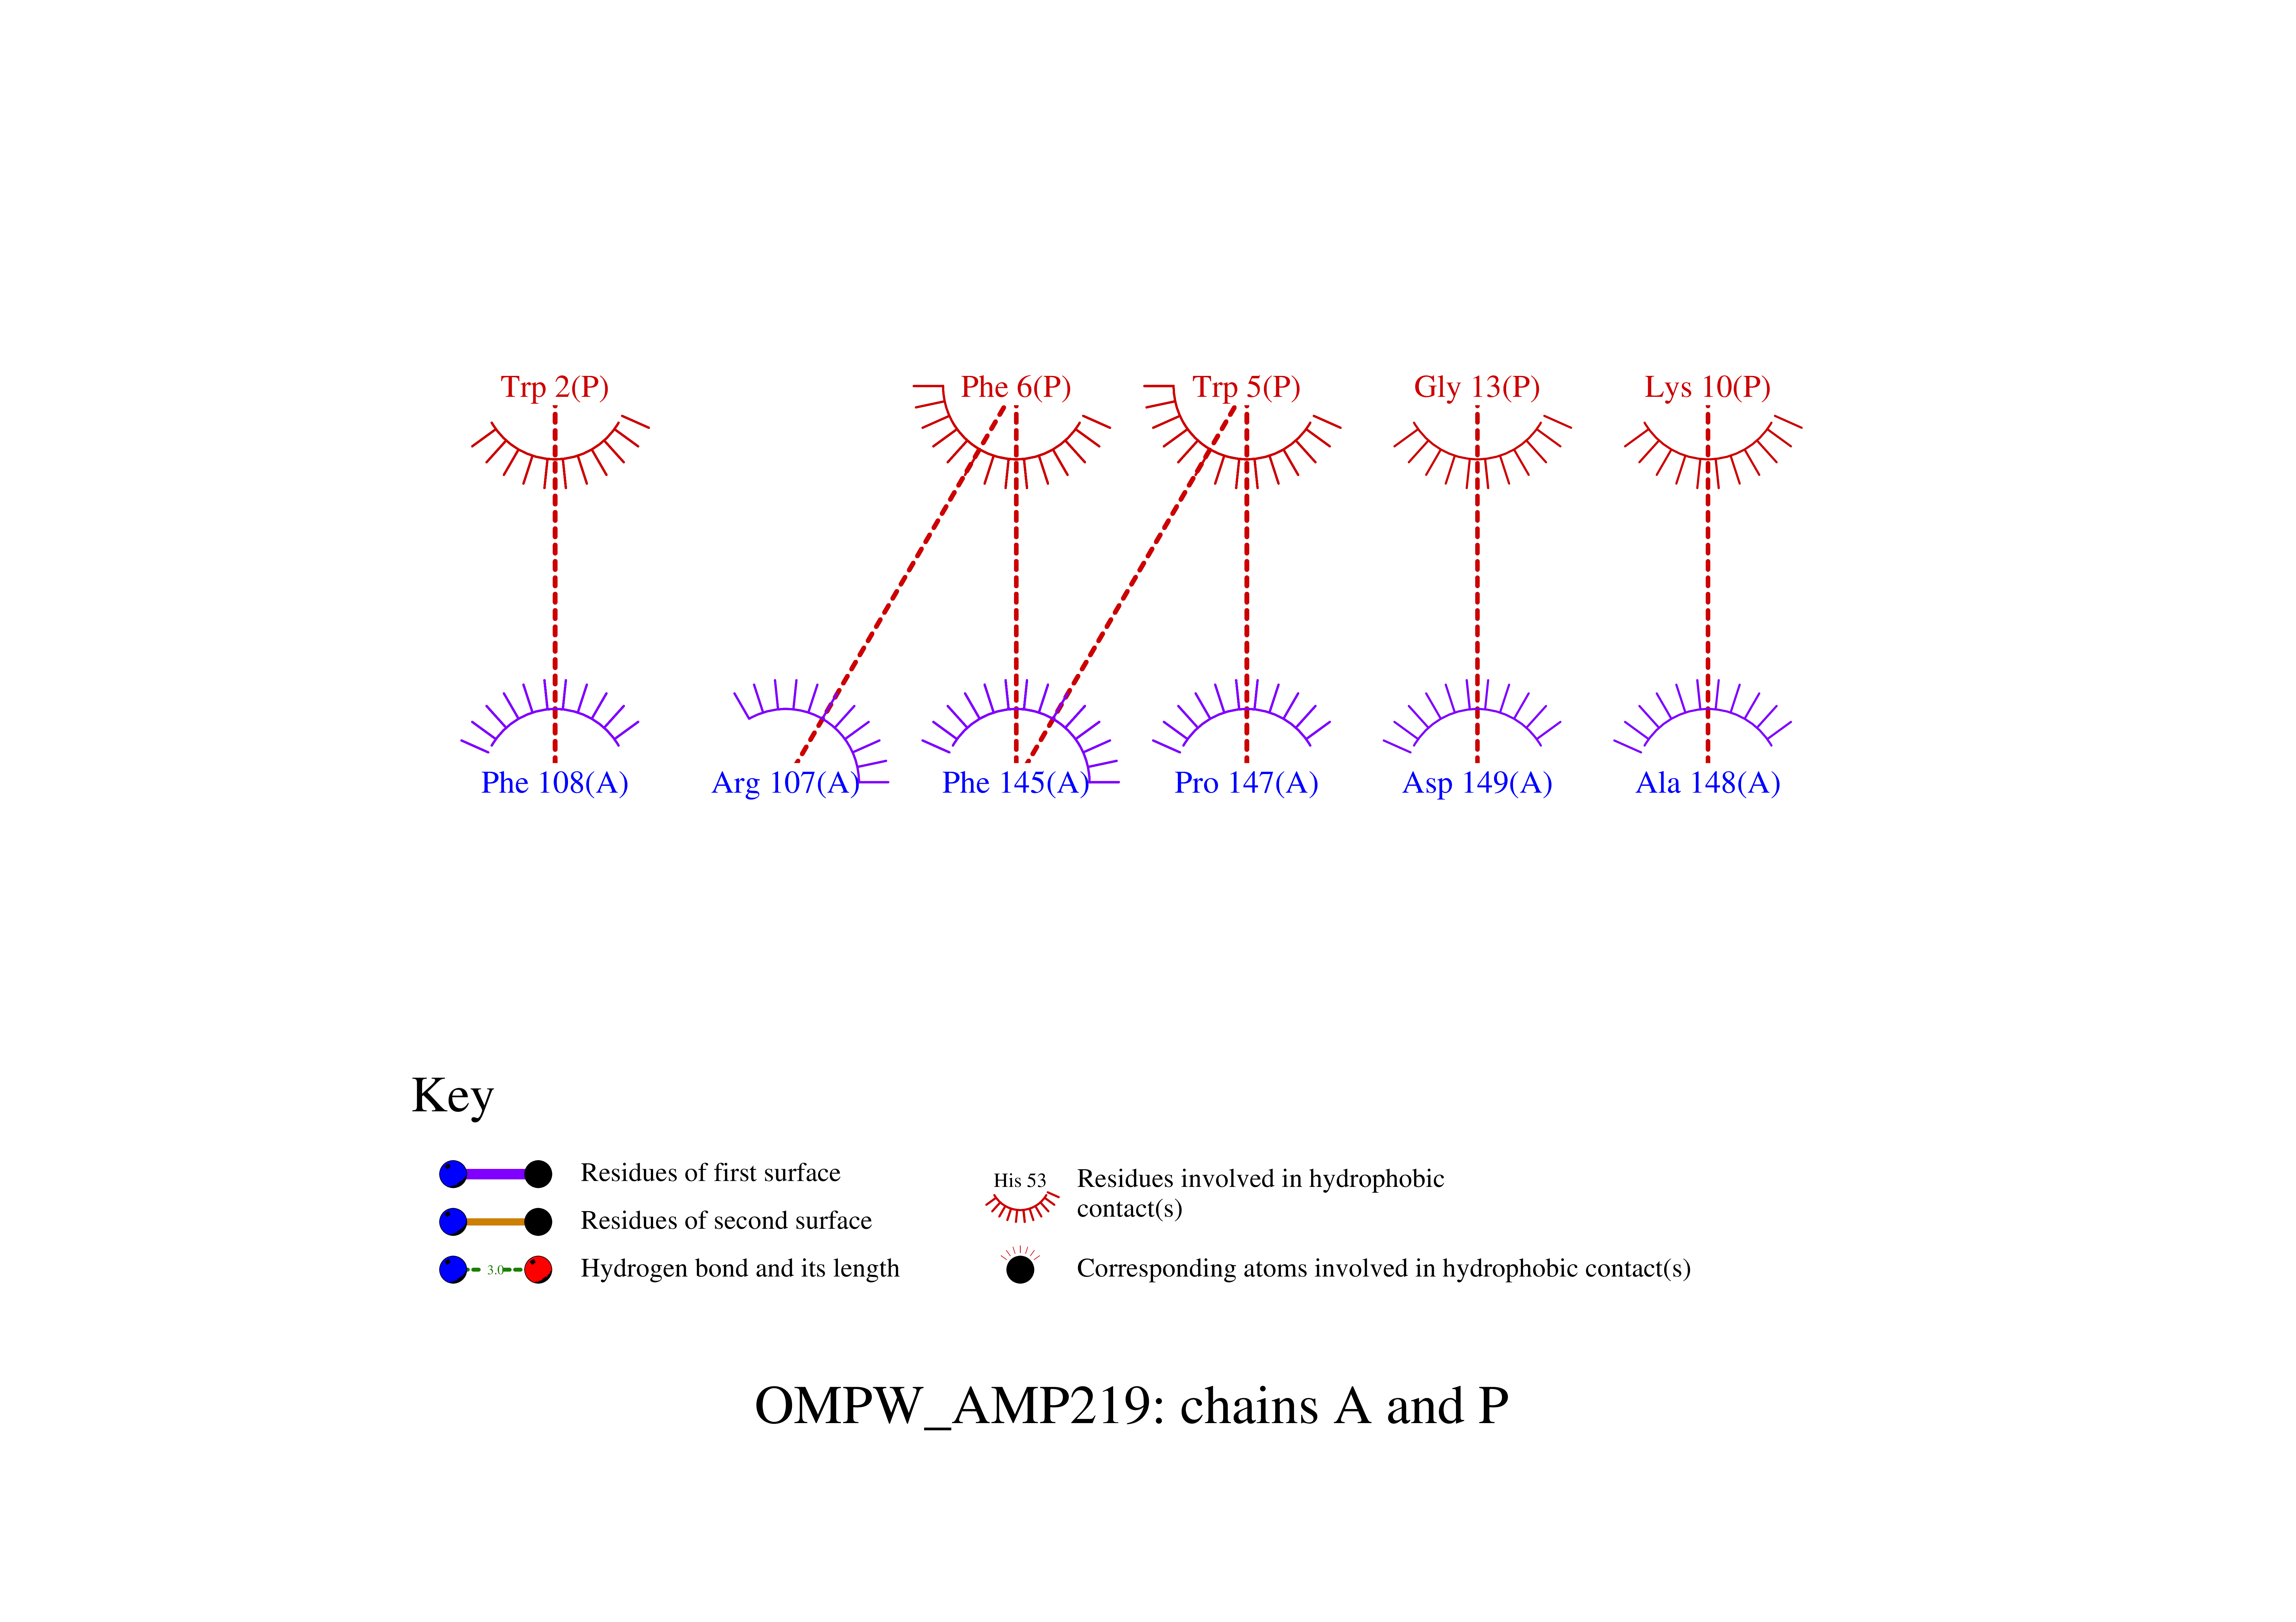 Trp 2(P) Phe 6(P) Trp 5(P) Gly 13(P) Lys 10(P)
Phe 108(A) Arg 107(A) Phe 145(A) Pro 147(A) Asp 149(A) Ala 148(A)
Key
Residues of first surface
Residues of second surface
3.0 Hydrogen bond and its length
His 53 Residues involved in hydrophobic
contact(s)
Corresponding atoms involved in hydrophobic contact(s)
OMPW_AMP219: chains A and P